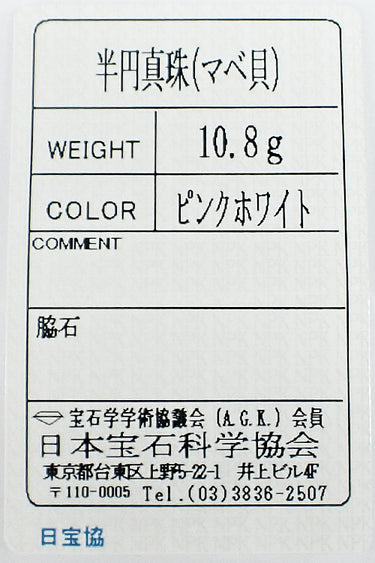 半円真珠(マベ貝)
WEIGHT 10.8g
COLOR ピンクホワイト
COMMENT
脇石
宝石学学術協議会(A.G.K.)会員
日本宝石科学協会
東京都台東区上野5-22-1 井上ビル4F
〒110-0005 Tel.(03)3836-2507
日宝協